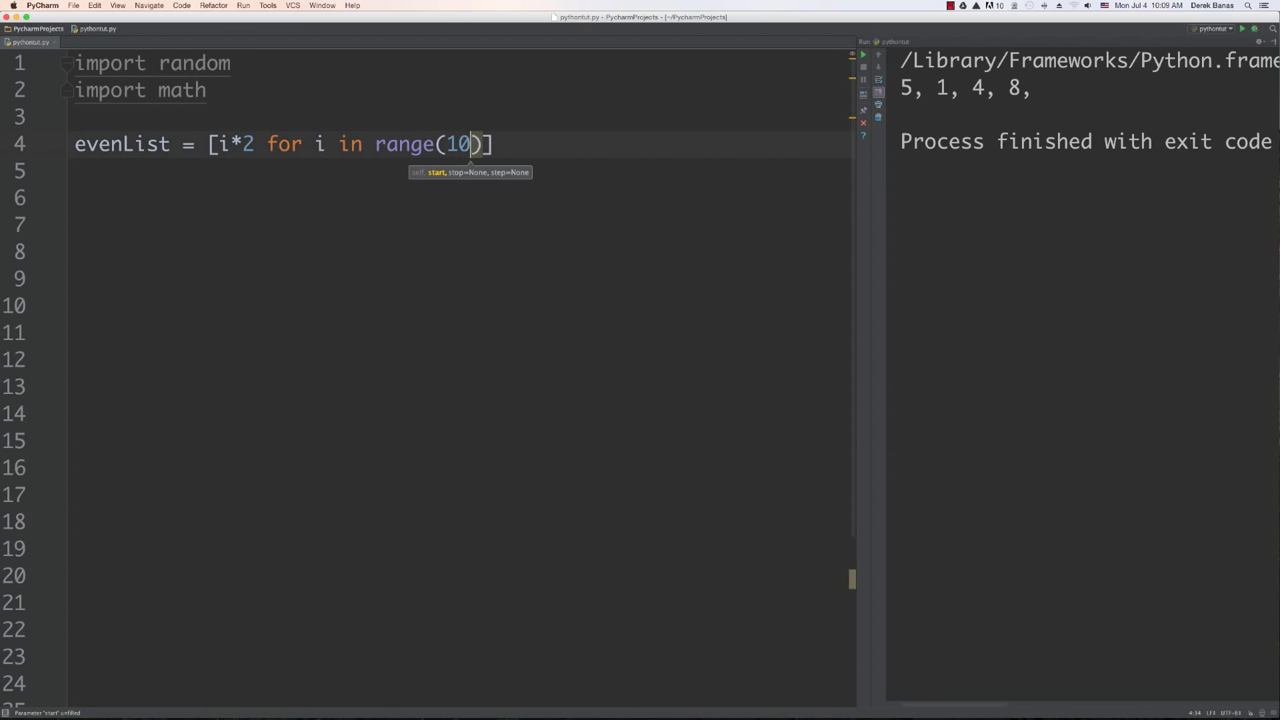 PyCharm File Edit View Navigate Code Refactor Run Tools VCS Window Help
10 Mon Jul 4 10:09 AM Derek Banas
pythontut.py - PycharmProjects - [~/PycharmProjects]
PycharmProjects pythontut.py
pythontut
pythontut.py
Run: pythontut
1 import random
2 import math
3
4 evenList = [i*2 for i in range(10)]
self, start, stop=None, step=None
5
6
7
8
9
10
11
12
13
14
15
16
17
18
19
20
21
22
23
24
25
/Library/Frameworks/Python.frame
5, 1, 4, 8,
Process finished with exit code
Parameter "start" unfilled
4:34 LF‡ UTF-8‡